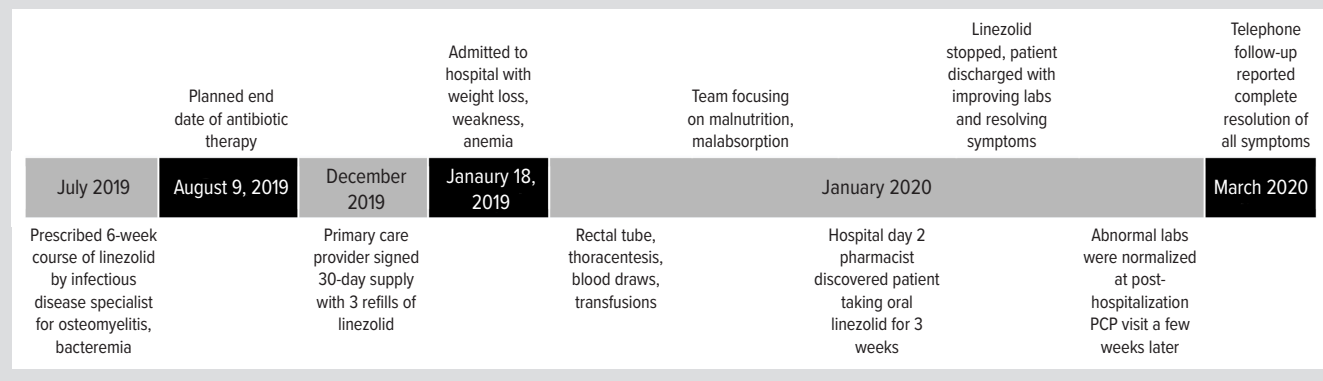 Planned end
date of antibiotic
therapy
Admitted to
hospital with
weight loss,
weakness,
anemia
Team focusing
on malnutrition,
malabsorption
Linezolid
stopped, patient
discharged with
improving labs
and resolving
symptoms
Telephone
follow-up
reported
complete
resolution of
all symptoms
July 2019
August 9, 2019
December
2019
Janaury 18,
2019
January 2020
March 2020
Prescribed 6-week
course of linezolid
by infectious
disease specialist
for osteomyelitis,
bacteremia
Primary care
provider signed
30-day supply
with 3 refills of
linezolid
Rectal tube,
thoracentesis,
blood draws,
transfusions
Hospital day 2
pharmacist
discovered patient
taking oral
linezolid for 3
weeks
Abnormal labs
were normalized
at post-
hospitalization
PCP visit a few
weeks later